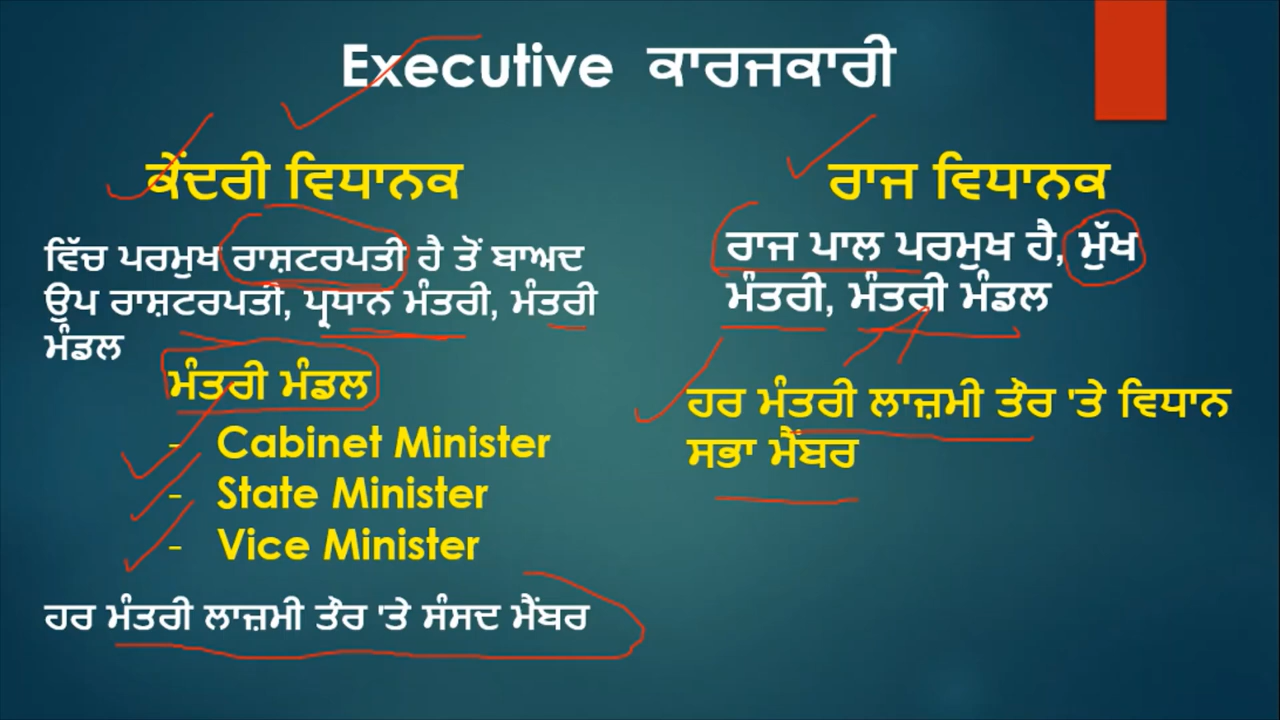 Executive ਕਾਰਜਕਾਰੀ
ਕੇਂਦਰੀ ਵਿਧਾਨਕ
ਵਿੱਚ ਪਰਮੁਖ ਰਾਸ਼ਟਰਪਤੀ ਹੈ ਤੋਂ ਬਾਅਦ
ਉਪ ਰਾਸ਼ਟਰਪਤੀ, ਪ੍ਰਧਾਨ ਮੰਤਰੀ, ਮੰਤਰੀ
ਮੰਡਲ
ਮੰਤਰੀ ਮੰਡਲ
- Cabinet Minister
- State Minister
- Vice Minister
ਹਰ ਮੰਤਰੀ ਲਾਜ਼ਮੀ ਤੌਰ 'ਤੇ ਸੰਸਦ ਮੈਂਬਰ
ਰਾਜ ਵਿਧਾਨਕ
ਰਾਜ ਪਾਲ ਪਰਮੁਖ ਹੈ, ਮੁੱਖ
ਮੰਤਰੀ, ਮੰਤਰੀ ਮੰਡਲ
ਹਰ ਮੰਤਰੀ ਲਾਜ਼ਮੀ ਤੌਰ 'ਤੇ ਵਿਧਾਨ
ਸਭਾ ਮੈਂਬਰ